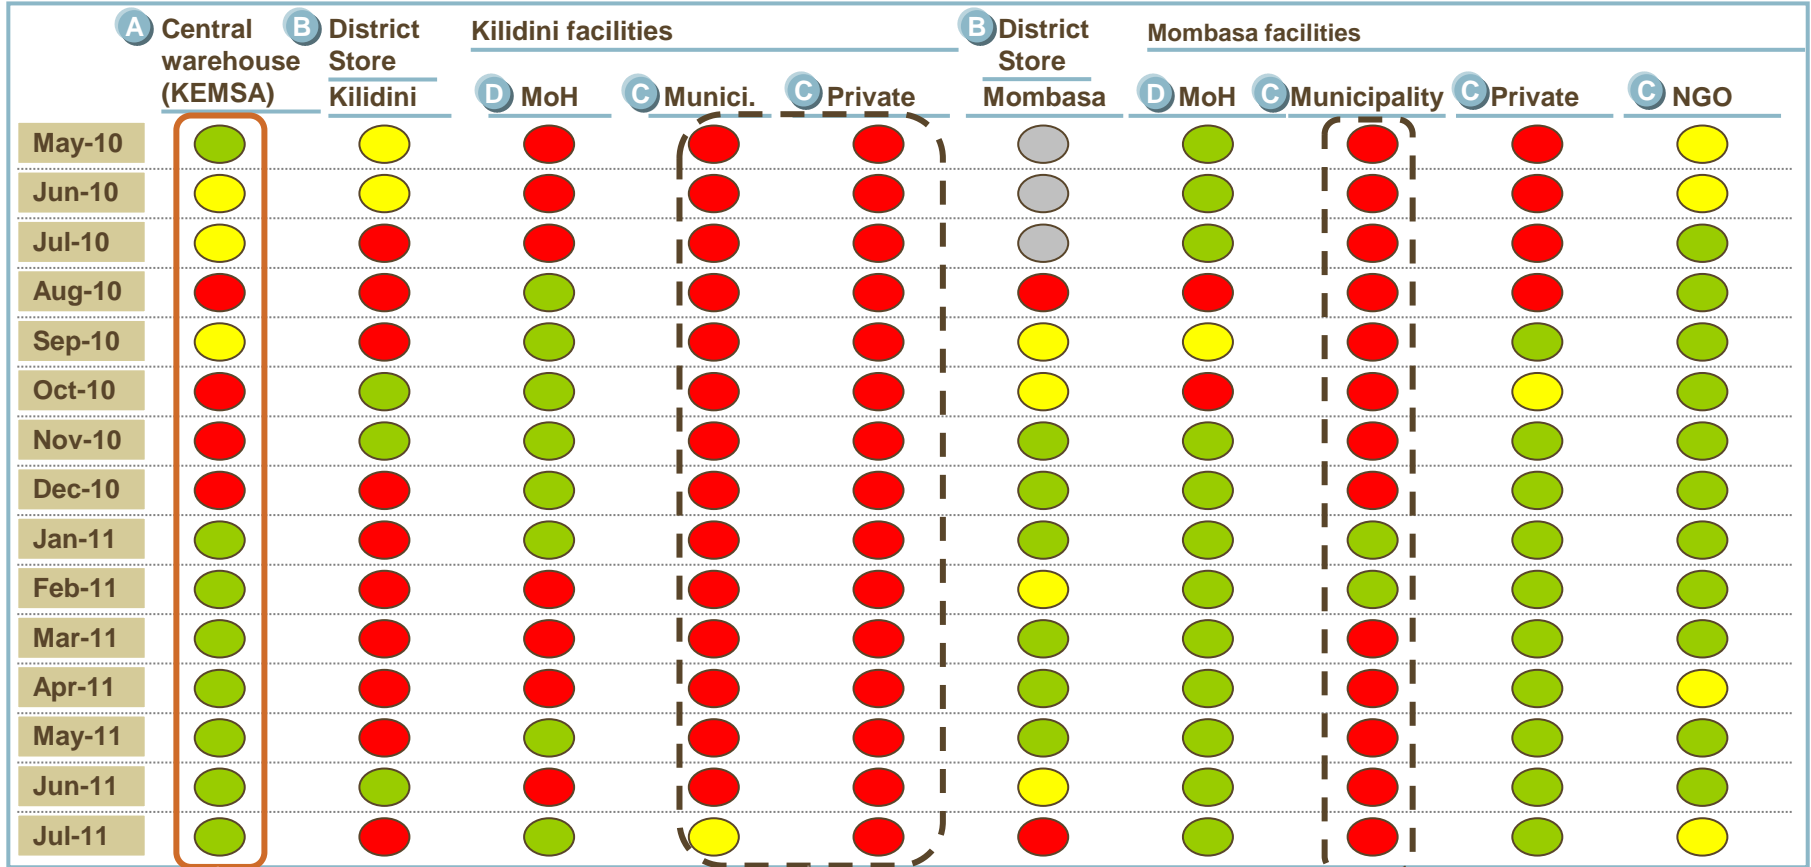 A Central warehouse (KEMSA)
B District Store
Kilidini
Kilidini facilities
D MoH
C Munici.
C Private
B District Store
Mombasa
Mombasa facilities
D MoH
C Municipality
C Private
C NGO
May-10
Jun-10
Jul-10
Aug-10
Sep-10
Oct-10
Nov-10
Dec-10
Jan-11
Feb-11
Mar-11
Apr-11
May-11
Jun-11
Jul-11